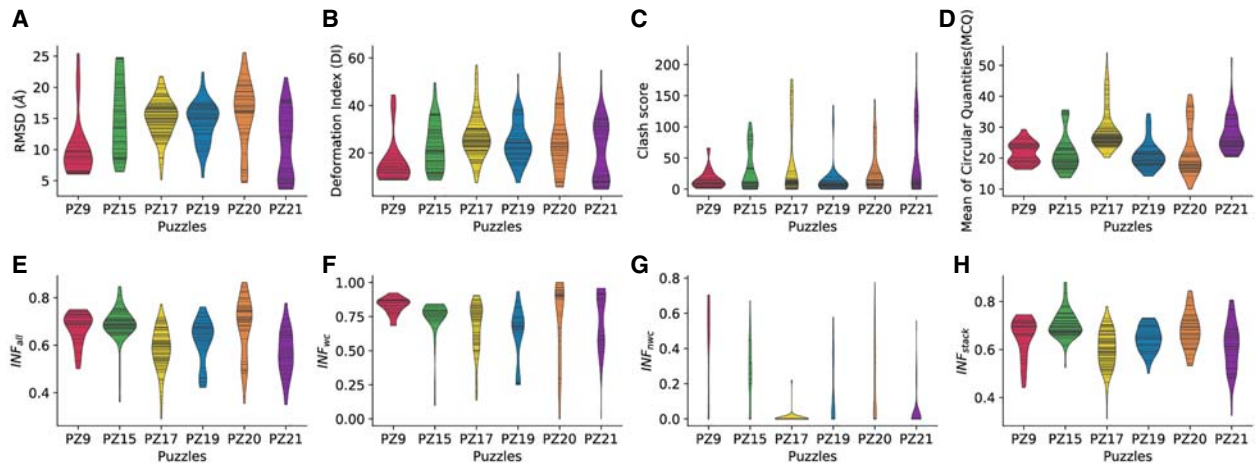 A
RMSD (Å)
25
20
15
10
5
PZ9 PZ15 PZ17 PZ19 PZ20 PZ21
Puzzles
B
Deformation Index (DI)
60
40
20
PZ9 PZ15 PZ17 PZ19 PZ20 PZ21
Puzzles
C
Clash score
200
150
100
50
0
PZ9 PZ15 PZ17 PZ19 PZ20 PZ21
Puzzles
D
Mean of Circular Quantities(MCQ)
50
40
30
20
10
PZ9 PZ15 PZ17 PZ19 PZ20 PZ21
Puzzles
E
INFall
0.8
0.6
0.4
PZ9 PZ15 PZ17 PZ19 PZ20 PZ21
Puzzles
F
INFwc
1.00
0.75
0.50
0.25
0.00
PZ9 PZ15 PZ17 PZ19 PZ20 PZ21
Puzzles
G
INFnwc
0.8
0.6
0.4
0.2
0.0
PZ9 PZ15 PZ17 PZ19 PZ20 PZ21
Puzzles
H
INFstack
0.8
0.6
0.4
PZ9 PZ15 PZ17 PZ19 PZ20 PZ21
Puzzles